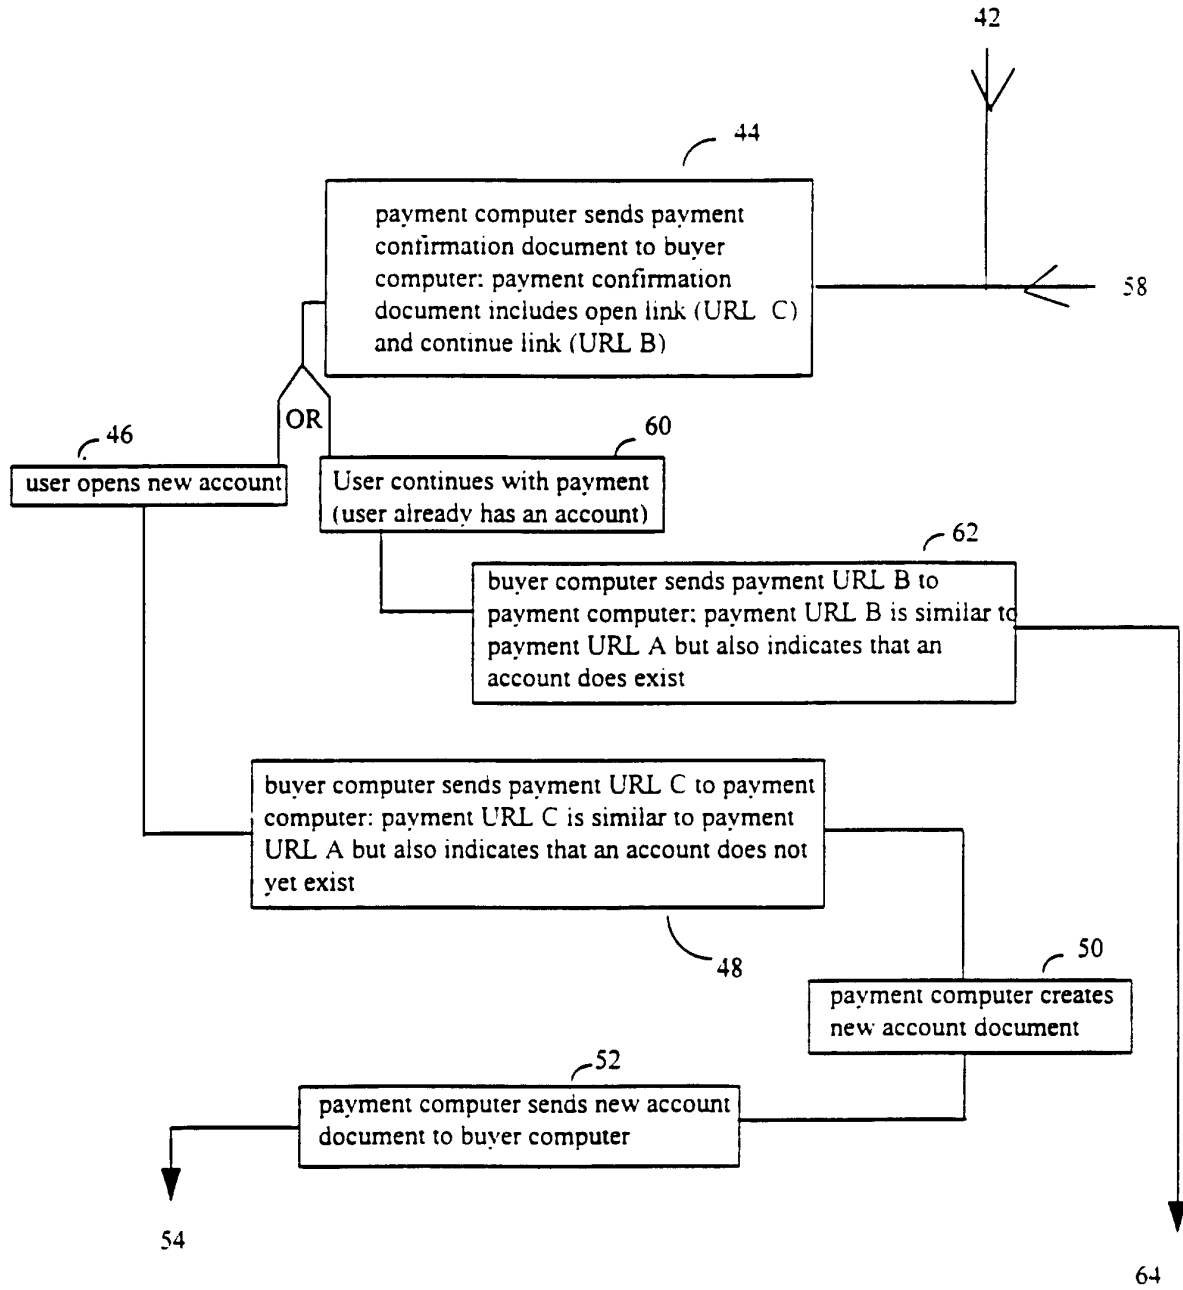 42
44
payment computer sends payment
confirmation document to buyer
computer: payment confirmation
document includes open link (URL C)
and continue link (URL B)
58
OR
46
user opens new account
60
User continues with payment
(user already has an account)
62
buyer computer sends payment URL B to
payment computer: payment URL B is similar to
payment URL A but also indicates that an
account does exist
buyer computer sends payment URL C to payment
computer: payment URL C is similar to payment
URL A but also indicates that an account does not
yet exist
48
50
payment computer creates
new account document
52
payment computer sends new account
document to buyer computer
54
64